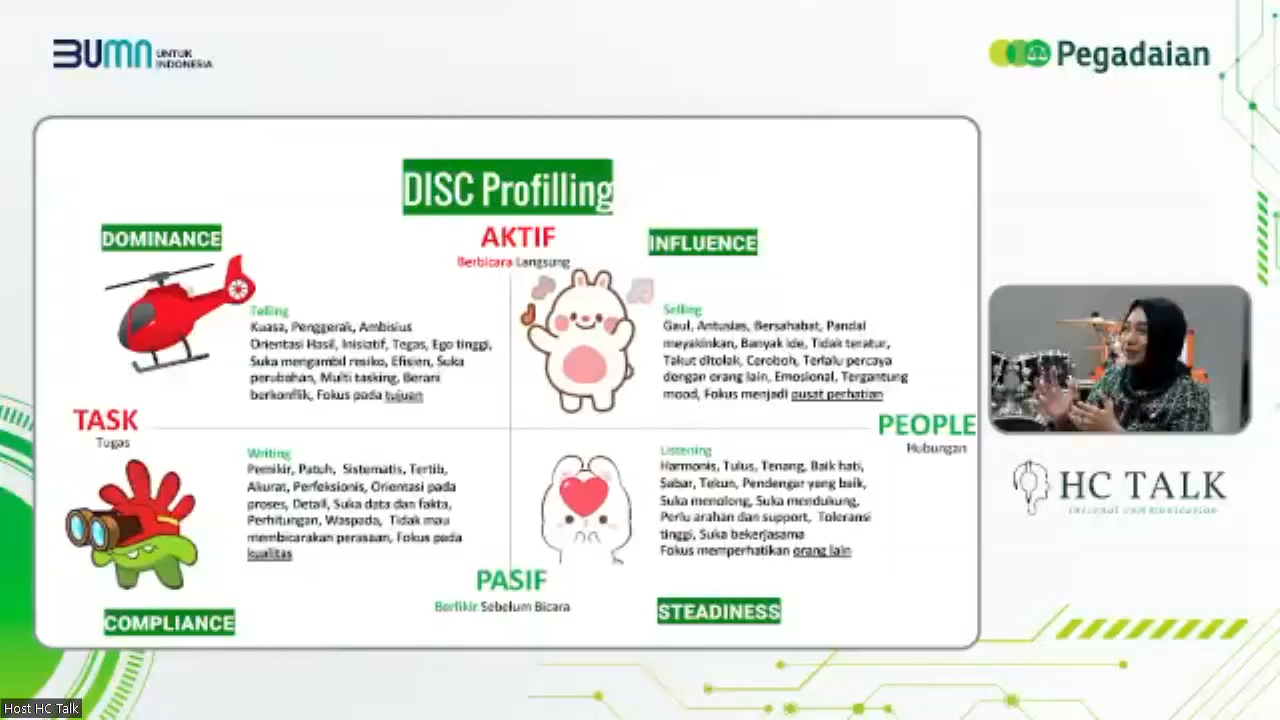 BUMN UNTUK
INDONESIA
Pegadaian
DISC Profilling
DOMINANCE
AKTIF
Berbicara Langsung
INFLUENCE
Telling
Kuasa, Penggerak, Ambisius
Orientasi Hasil, Inisiatif, Tegas, Ego tinggi,
Suka mengambil resiko, Efisien, Suka
perubahan, Multi tasking, Berani
berkonflik, Fokus pada tujuan
Selling
Gaul, Antusias, Bersahabat, Pandai
meyakinkan, Banyak ide, Tidak teratur,
Takut ditolak, Ceroboh, Terlalu percaya
dengan orang lain, Emosional, Tergantung
mood, Fokus menjadi pusat perhatian
TASK
Tugas
PEOPLE
Hubungan
Writing
Pemikir, Patuh, Sistematis, Tertib,
Akurat, Perfeksionis, Orientasi pada
proses, Detail, Suka data dan fakta,
Perhitungan, Waspada, Tidak mau
membicarakan perasaan, Fokus pada
kualitas
Listening
Harmonis, Tulus, Tenang, Baik hati,
Sabar, Tekun, Pendengar yang baik,
Suka menolong, Suka mendukung,
Perlu arahan dan support, Toleransi
tinggi, Suka bekerjasama
Fokus memperhatikan orang lain
PASIF
Berfikir Sebelum Bicara
COMPLIANCE
STEADINESS
HC TALK
internal communication
Host HC Talk